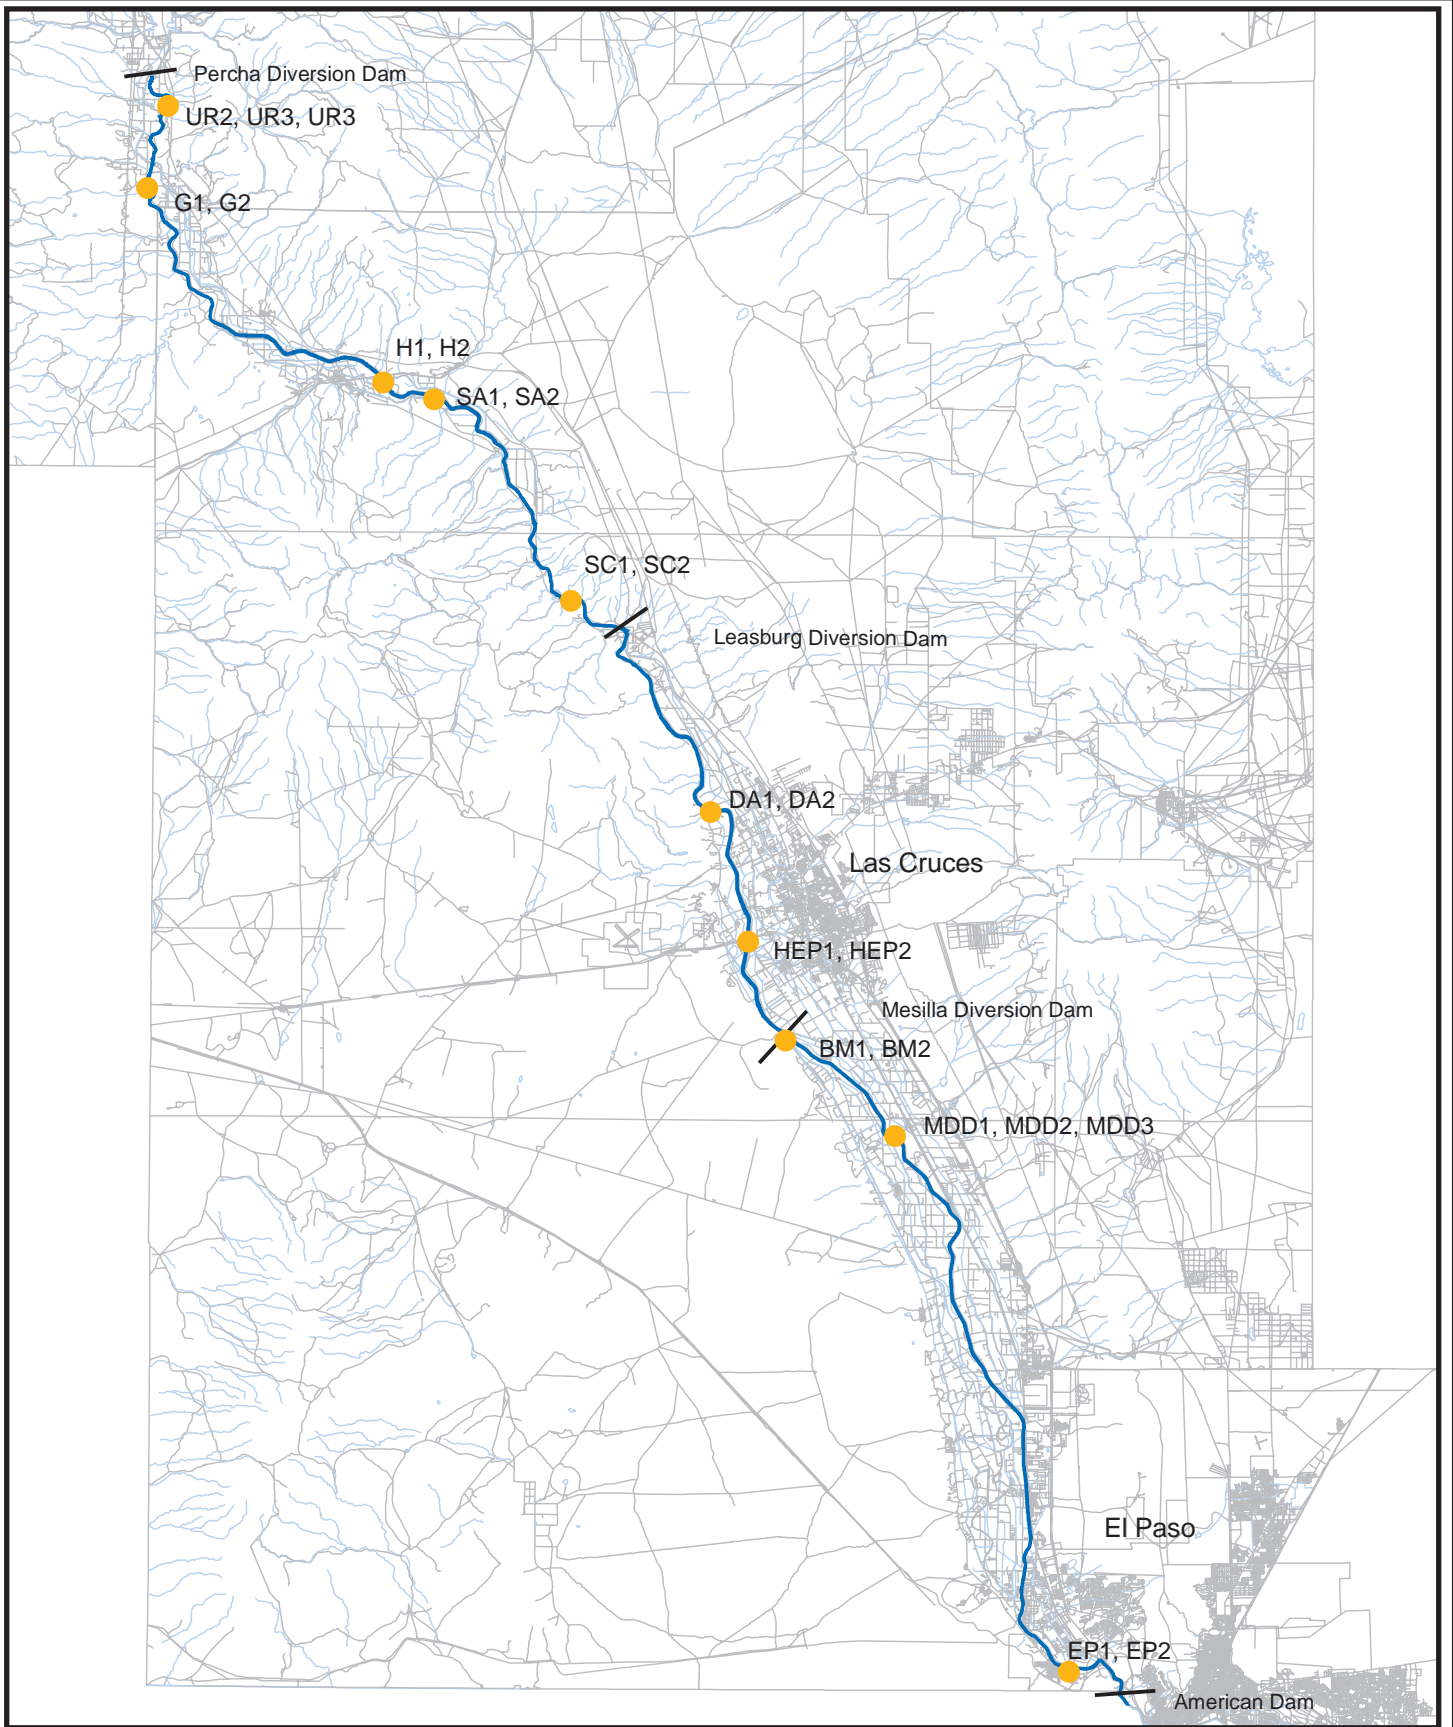 Percha Diversion Dam
UR2, UR3, UR3
G1, G2
H1, H2
SA1, SA2
SC1, SC2
Leasburg Diversion Dam
DA1, DA2
Las Cruces
HEP1, HEP2
Mesilla Diversion Dam
BM1, BM2
MDD1, MDD2, MDD3
El Paso
EP1, EP2
American Dam